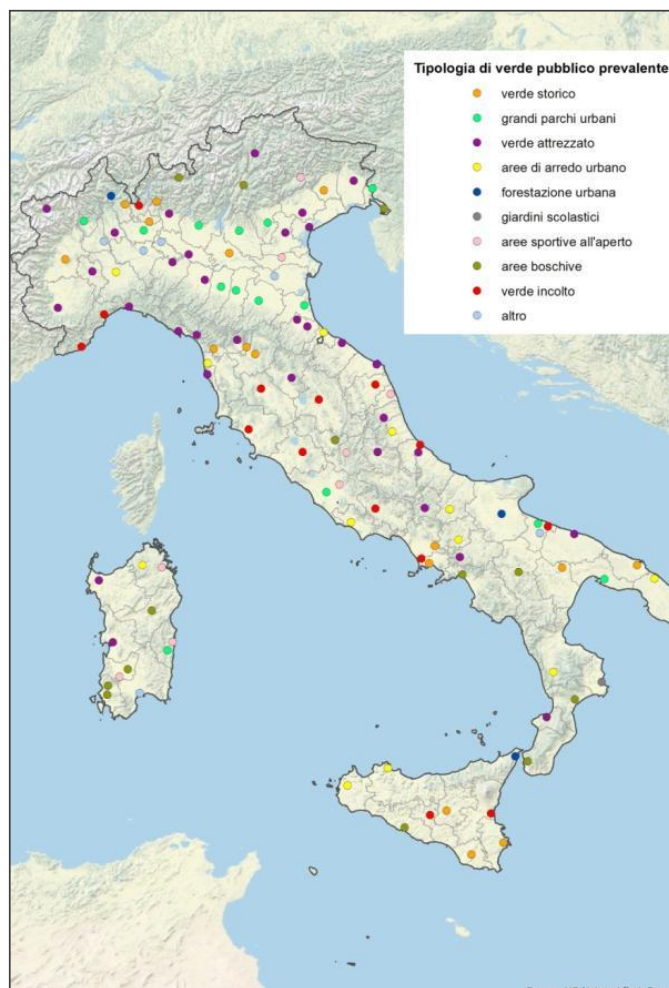 Tipologia di verde pubblico prevalente
verde storico
grandi parchi urbani
verde attrezzato
aree di arredo urbano
forestazione urbana
giardini scolastici
aree sportive all'aperto
aree boschive
verde incolto
altro